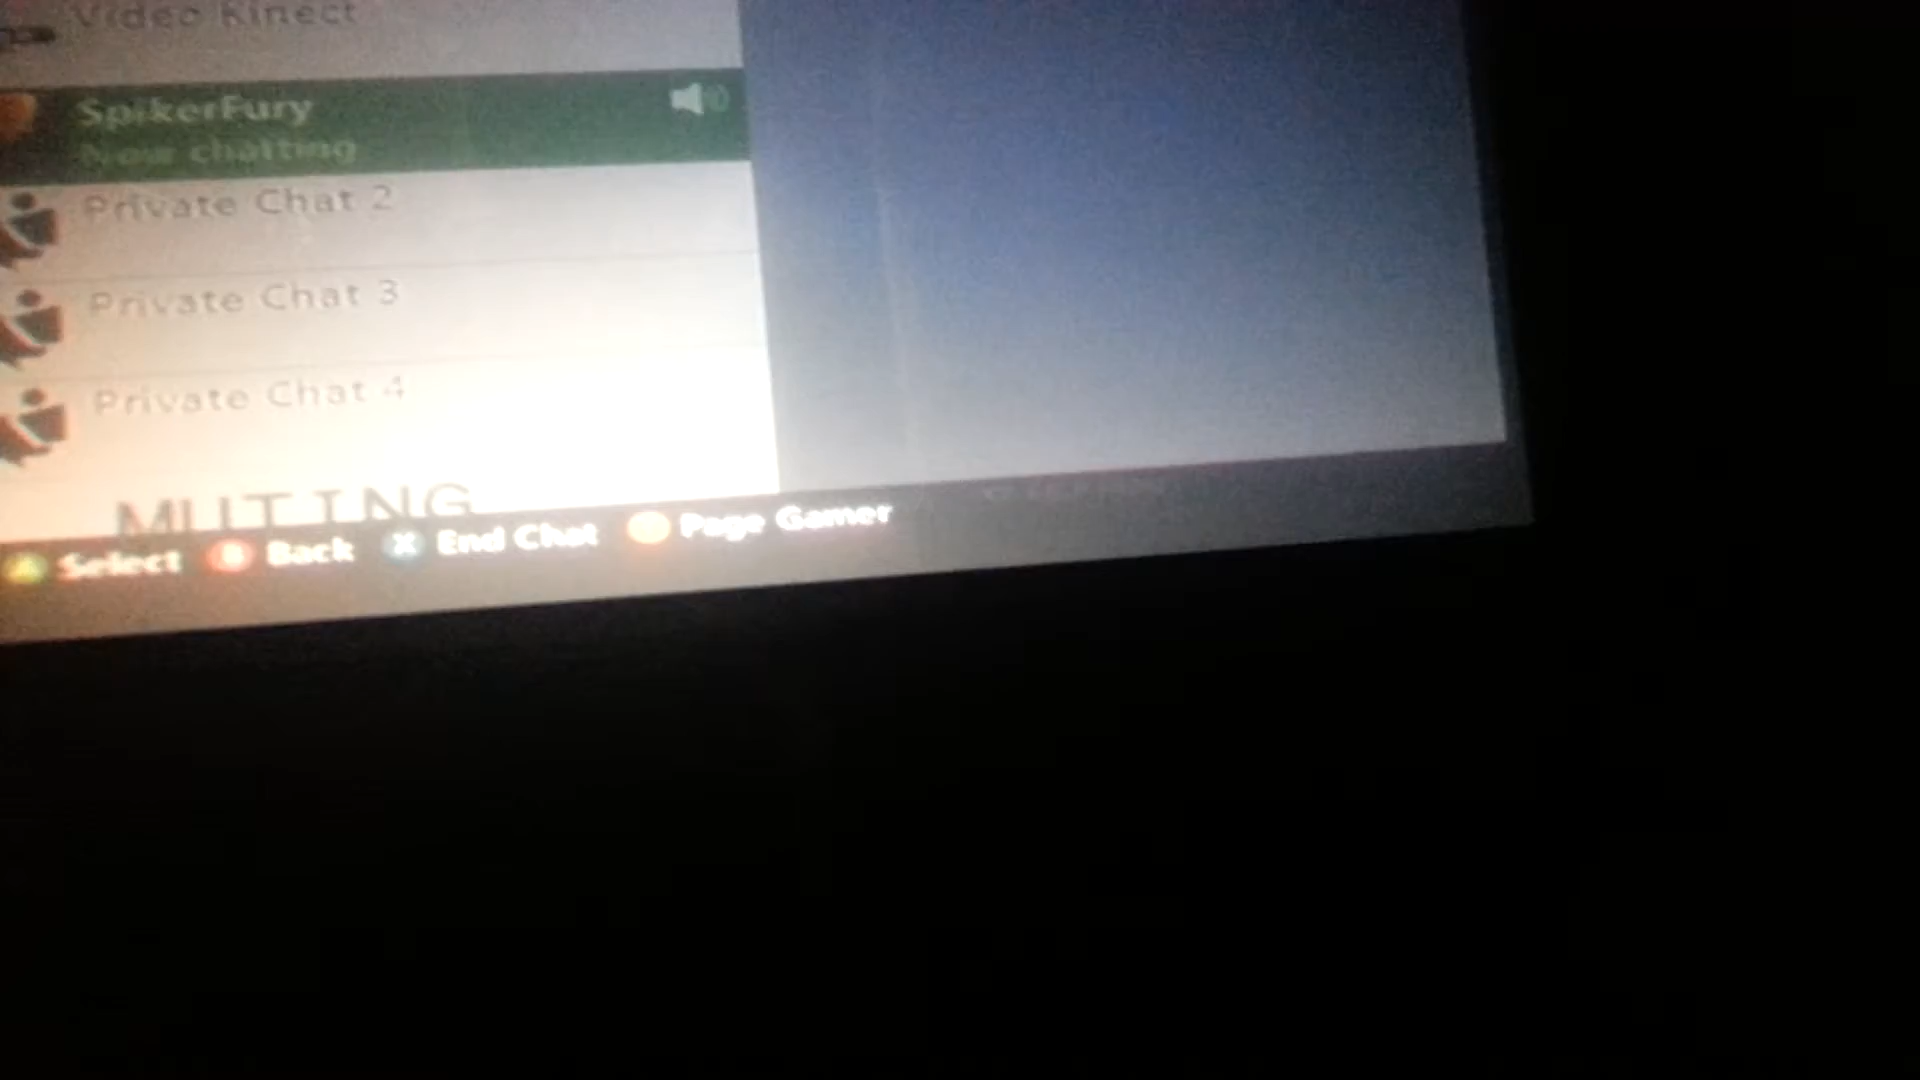 Video Kinect
SpikerFury
Now chatting
Private Chat 2
Private Chat 3
Private Chat 4
MUTING
Select Back X End Chat Page Gamer